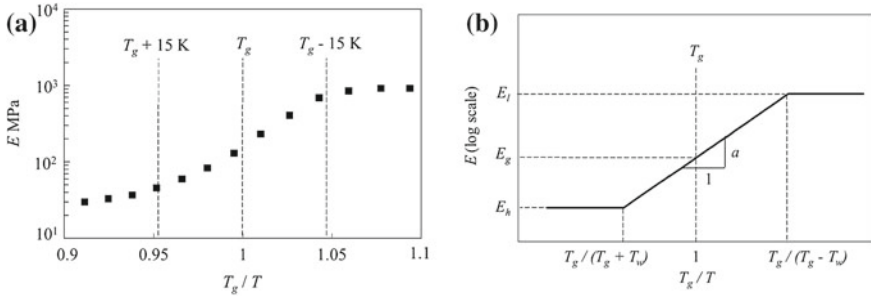 (a)
10^4
10^3
10^2
10^1
E MPa
T_g + 15 K
T_g
T_g - 15 K
0.9
0.95
1
1.05
1.1
T_g / T
(b)
E (log scale)
E_l
E_g
E_h
T_g
a
1
T_g / (T_g + T_w)
1
T_g / (T_g - T_w)
T_g / T